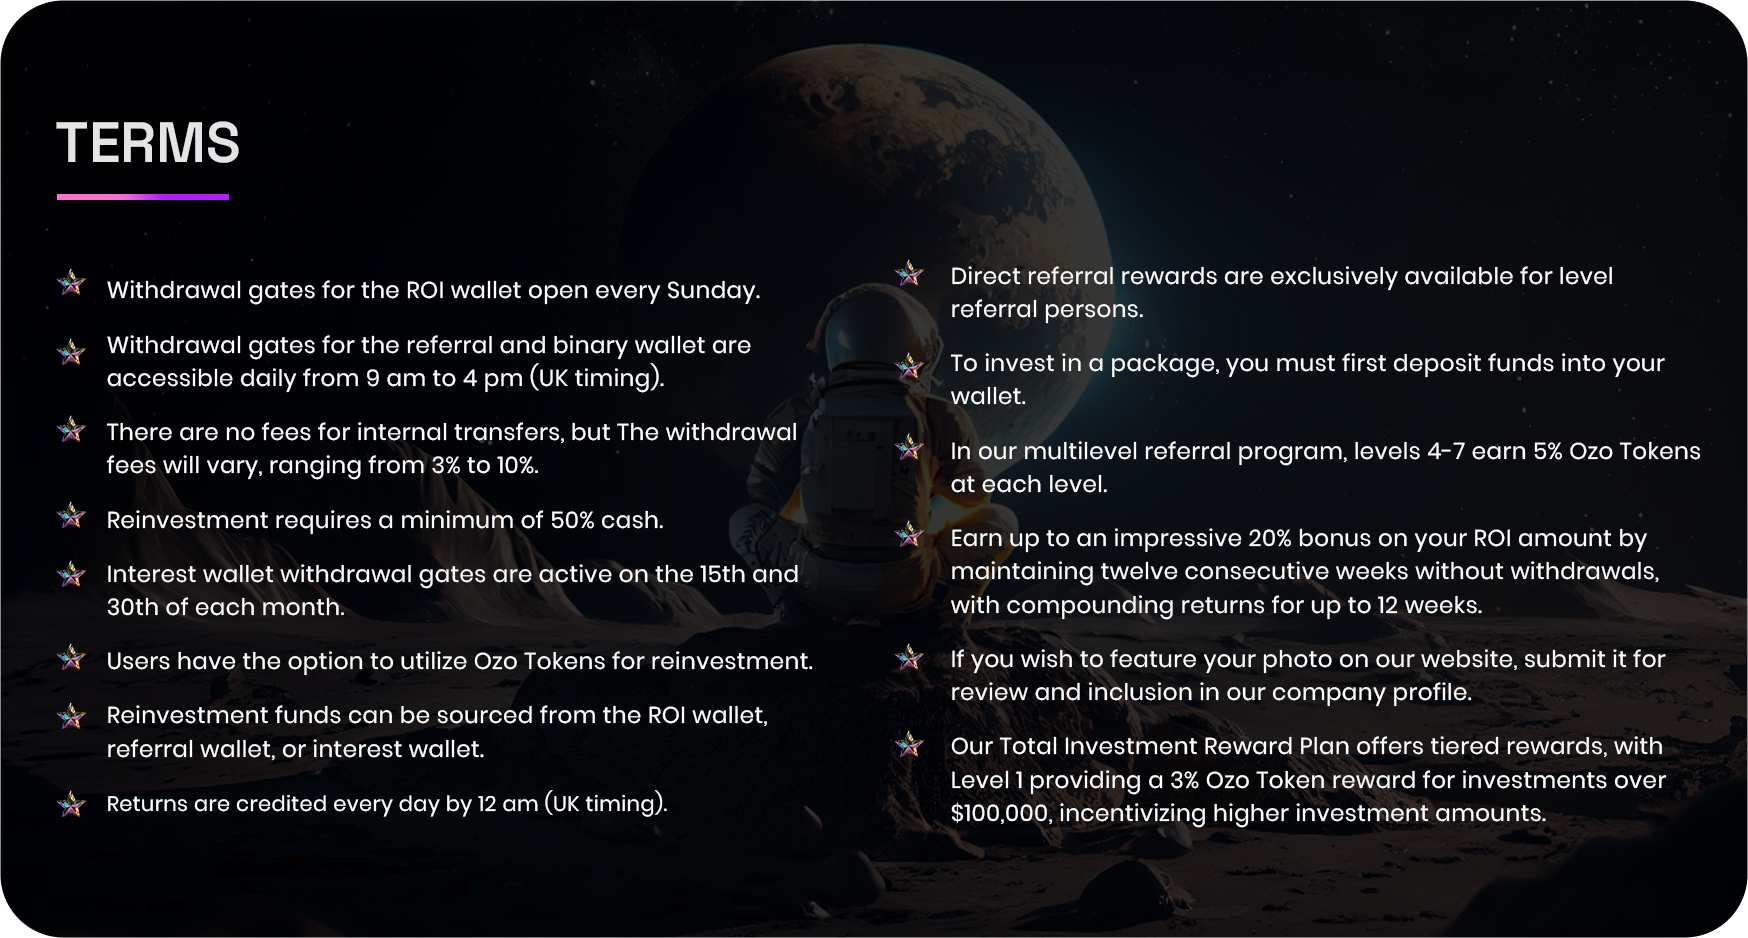 TERMS
Withdrawal gates for the ROI wallet open every Sunday.
Withdrawal gates for the referral and binary wallet are
accessible daily from 9 am to 4 pm (UK timing).
There are no fees for internal transfers, but The withdrawal
fees will vary, ranging from 3% to 10%.
Reinvestment requires a minimum of 50% cash.
Interest wallet withdrawal gates are active on the 15th and
30th of each month.
Users have the option to utilize Ozo Tokens for reinvestment.
Reinvestment funds can be sourced from the ROI wallet,
referral wallet, or interest wallet.
Returns are credited every day by 12 am (UK timing).
Direct referral rewards are exclusively available for level
referral persons.
To invest in a package, you must first deposit funds into your
wallet.
In our multilevel referral program, levels 4-7 earn 5% Ozo Tokens
at each level.
Earn up to an impressive 20% bonus on your ROI amount by
maintaining twelve consecutive weeks without withdrawals,
with compounding returns for up to 12 weeks.
If you wish to feature your photo on our website, submit it for
review and inclusion in our company profile.
Our Total Investment Reward Plan offers tiered rewards, with
Level 1 providing a 3% Ozo Token reward for investments over
$100,000, incentivizing higher investment amounts.